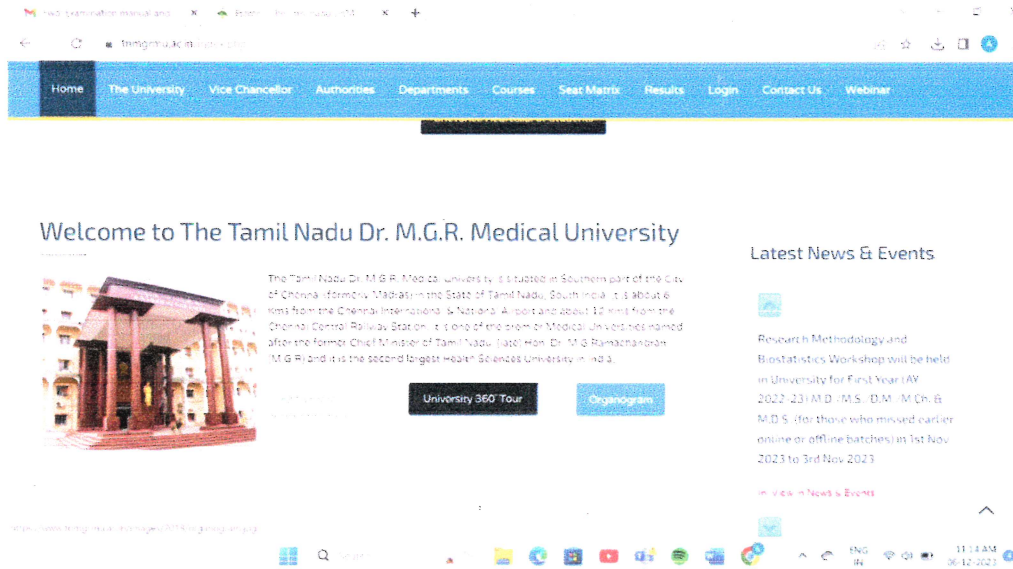 Home The University Vice Chancellor Authorities Departments Courses Seat Matrix Results Login Contact Us Webinar
Welcome to The Tamil Nadu Dr. M.G.R. Medical University
The Tamil Nadu Dr. M.G.R. Medical University is situated in Southern part of the City
of Chennai (formerly Madras) in the State of Tamil Nadu, South India. It is about 6
Kms from the Chennai International & National Airport and about 12 Kms from the
Chennai Central Railway Station. It is one of the premier Medical Universities named
after the former Chief Minister of Tamil Nadu, (late) Hon. Dr. M G Ramachandran
(M G R) and it is the second largest Health Sciences University in India.
University 360° Tour
Organogram
Latest News & Events
Research Methodology and
Biostatistics Workshop will be held
in University for First Year (AY
2022-23) M.D. / M.S. / D.M. / M.Ch. &
M.D.S. (for those who missed earlier
online or offline batches) in 1st Nov
2023 to 3rd Nov 2023
View News & Events
ENG
IN
11:14 AM
06-12-2023